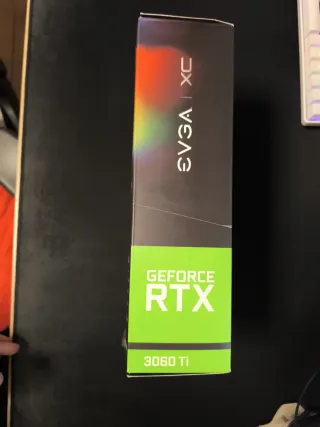 EVGA | XC
GEFORCE
RTX
3060 Ti